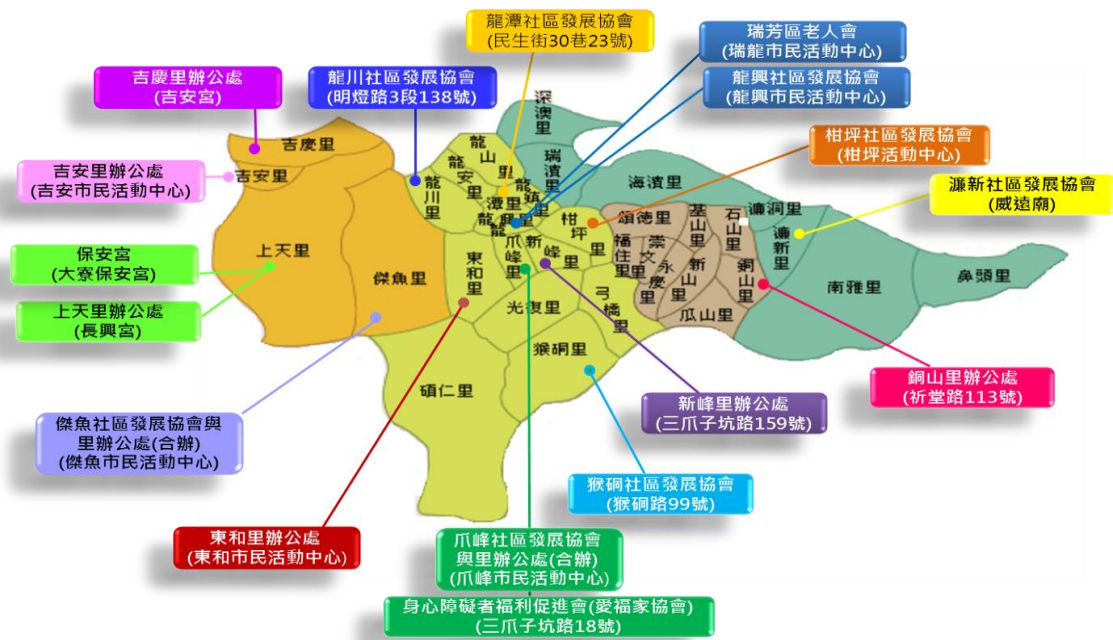 龍潭社區發展協會
(民生街30巷23號)
瑞芳區老人會
(瑞龍市民活動中心)
吉慶里辦公處
(吉安宮)
龍川社區發展協會
(明燈路3段138號)
龍興社區發展協會
(龍興市民活動中心)
柑坪社區發展協會
(柑坪活動中心)
吉安里辦公處
(吉安市民活動中心)
濂新社區發展協會
(威遠廟)
保安宮
(大寮保安宮)
上天里辦公處
(長興宮)
傑魚社區發展協會與
里辦公處(合辦)
(傑魚市民活動中心)
銅山里辦公處
(祈堂路113號)
新峰里辦公處
(三爪子坑路159號)
猴硐社區發展協會
(猴硐路99號)
東和里辦公處
(東和市民活動中心)
爪峰社區發展協會
與里辦公處(合辦)
(爪峰市民活動中心)
身心障礙者福利促進會(愛福家協會)
(三爪子坑路18號)
吉慶里
吉安里
上天里
傑魚里
龍川里
龍安里
龍山里
潭里
龍鎮里
深澳里
瑞濱里
海濱里
柑坪里
東和里
爪峰里
新峰里
光復里
弓橋里
猴硐里
碩仁里
頌德里
福住里
崇文里
永慶里
基山里
新山里
石山里
銅山里
瓜山里
濂洞里
濂新里
南雅里
鼻頭里